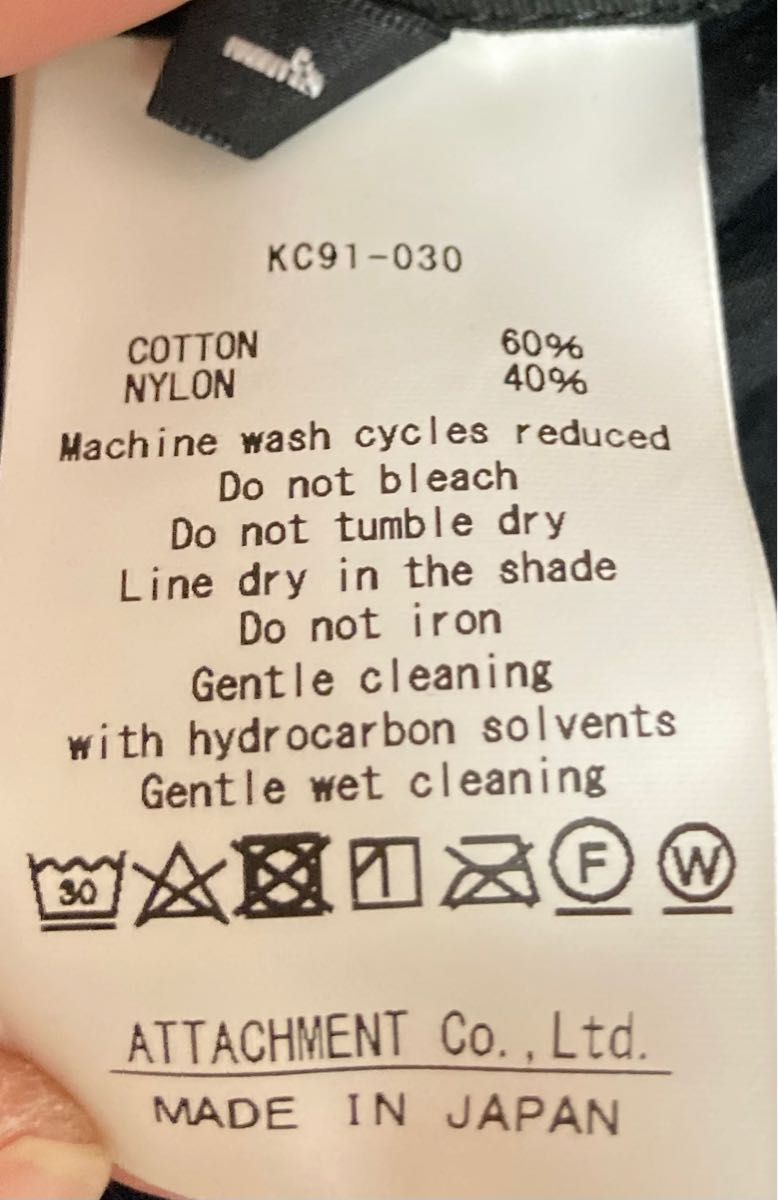 KC91-030
COTTON 60%
NYLON 40%
Machine wash cycles reduced
Do not bleach
Do not tumble dry
Line dry in the shade
Do not iron
Gentle cleaning
with hydrocarbon solvents
Gentle wet cleaning
30 F W
ATTACHMENT Co.,Ltd.
MADE IN JAPAN